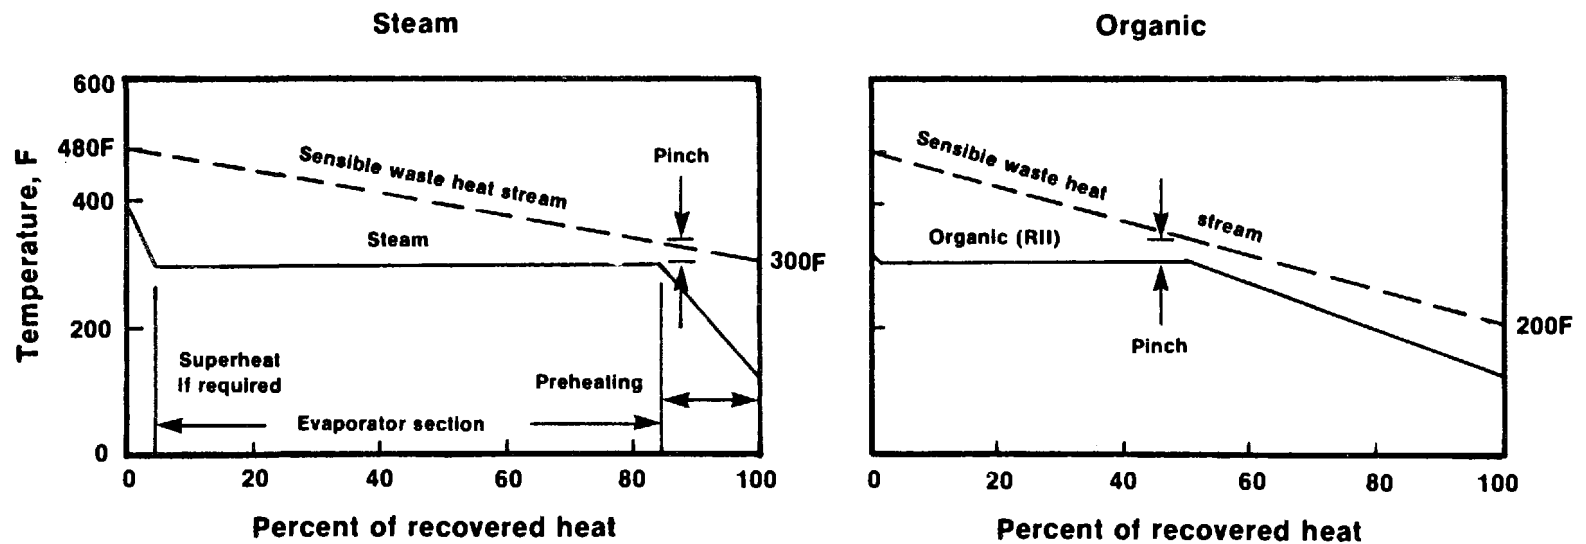 Steam
600
480F
400
200
0
Temperature, F
Sensible waste heat stream
Pinch
Steam
300F
Superheat
if required
Prehealing
Evaporator section
0 20 40 60 80 100
Percent of recovered heat
Organic
Sensible waste heat stream
Organic (RII)
Pinch
200F
0 20 40 60 80 100
Percent of recovered heat